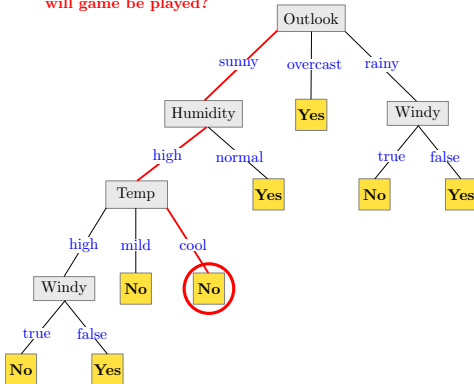 will game be played?
Outlook
sunny overcast rainy
Humidity Yes Windy
high normal true false
Temp Yes No Yes
high mild cool
Windy No No
true false
No Yes